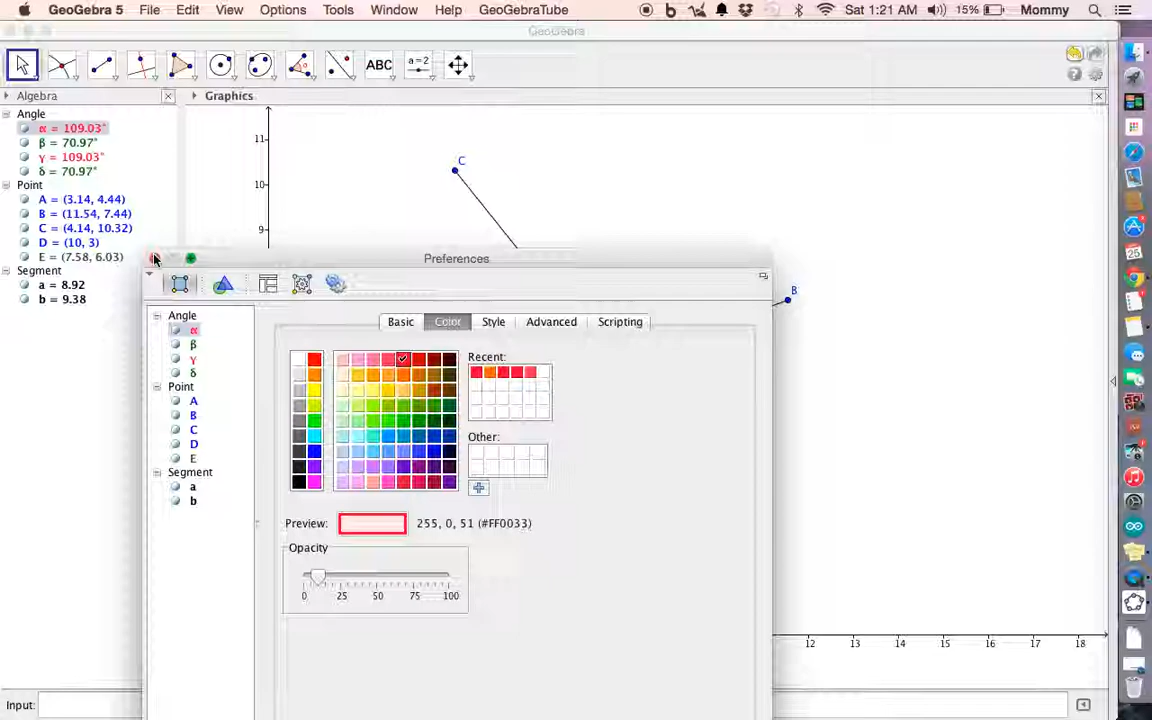 GeoGebra 5 File Edit View Options Tools Window Help GeoGebraTube Sat 1:21 AM 15% Mommy
GeoGebra
ABC a=2
Algebra Graphics
Angle
α = 109.03°
β = 70.97°
γ = 109.03°
δ = 70.97°
Point
A = (3.14, 4.44)
B = (11.54, 7.44)
C = (4.14, 10.32)
D = (10, 3)
E = (7.58, 6.03)
Segment
a = 8.92
b = 9.38
11
10
9
C
B
Preferences
Basic Color Style Advanced Scripting
Angle
α
β
γ
δ
Point
A
B
C
D
E
Segment
a
b
Recent:
Other:
Preview: 255, 0, 51 (#FF0033)
Opacity
0 25 50 75 100
12 13 14 15 16 17 18
Input: